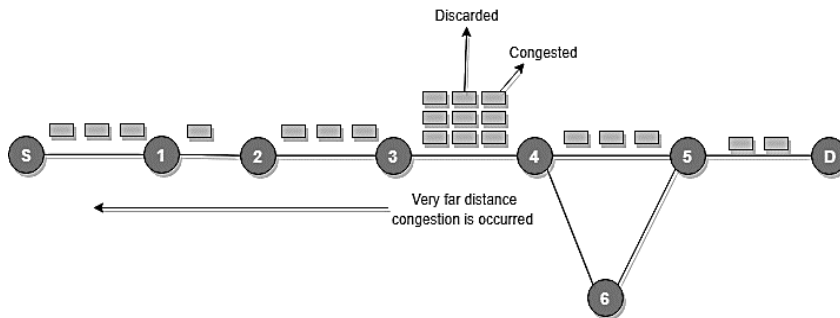 Discarded
Congested
S
1
2
3
4
5
D
Very far distance
congestion is occurred
6